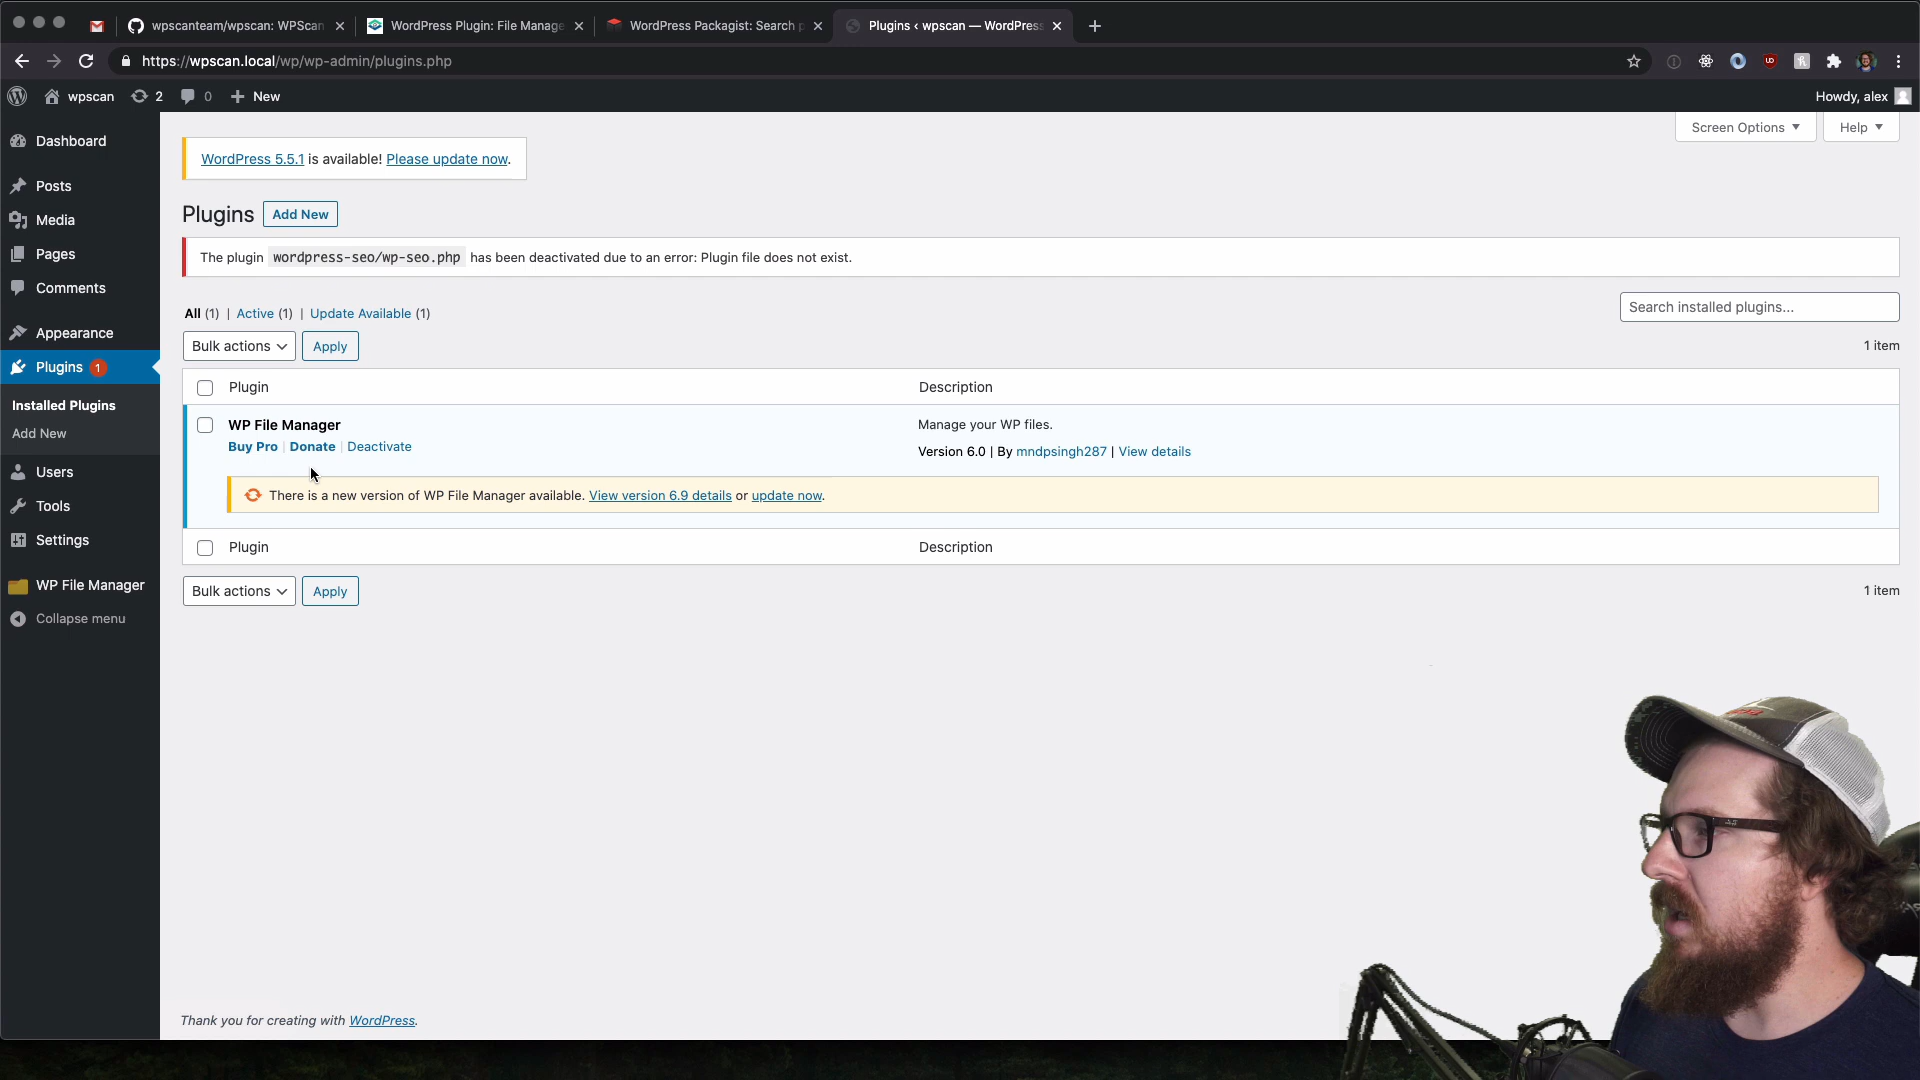 wpscanteam/wpscan: WPScan
WordPress Plugin: File Manage
WordPress Packagist: Search p
Plugins ‹ wpscan — WordPress
https://wpscan.local/wp/wp-admin/plugins.php
wpscan
2
0
New
Howdy, alex
Screen Options
Help
Dashboard
Posts
Media
Pages
Comments
Appearance
Plugins 1
Installed Plugins
Add New
Users
Tools
Settings
WP File Manager
Collapse menu
WordPress 5.5.1 is available! Please update now.
Plugins
Add New
The plugin wordpress-seo/wp-seo.php has been deactivated due to an error: Plugin file does not exist.
All (1) | Active (1) | Update Available (1)
Search installed plugins...
Bulk actions
Apply
1 item
Plugin
Description
WP File Manager
Manage your WP files.
Buy Pro | Donate | Deactivate
Version 6.0 | By mndpsingh287 | View details
There is a new version of WP File Manager available. View version 6.9 details or update now.
Plugin
Description
Bulk actions
Apply
1 item
Thank you for creating with WordPress.